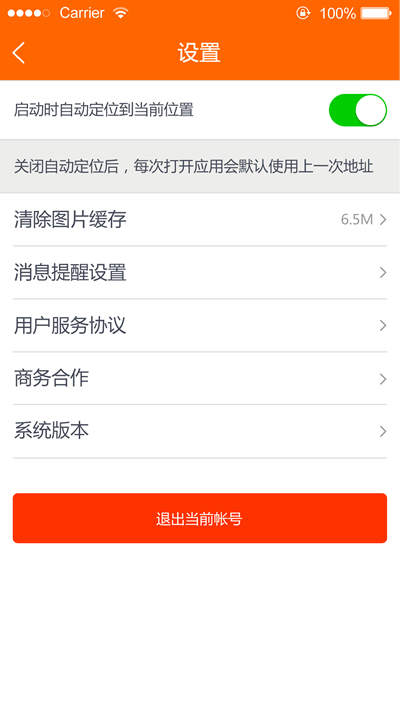 Carrier 100%
设置
启动时自动定位到当前位置
关闭自动定位后，每次打开应用会默认使用上一次地址
清除图片缓存 6.5M
消息提醒设置
用户服务协议
商务合作
系统版本
退出当前帐号